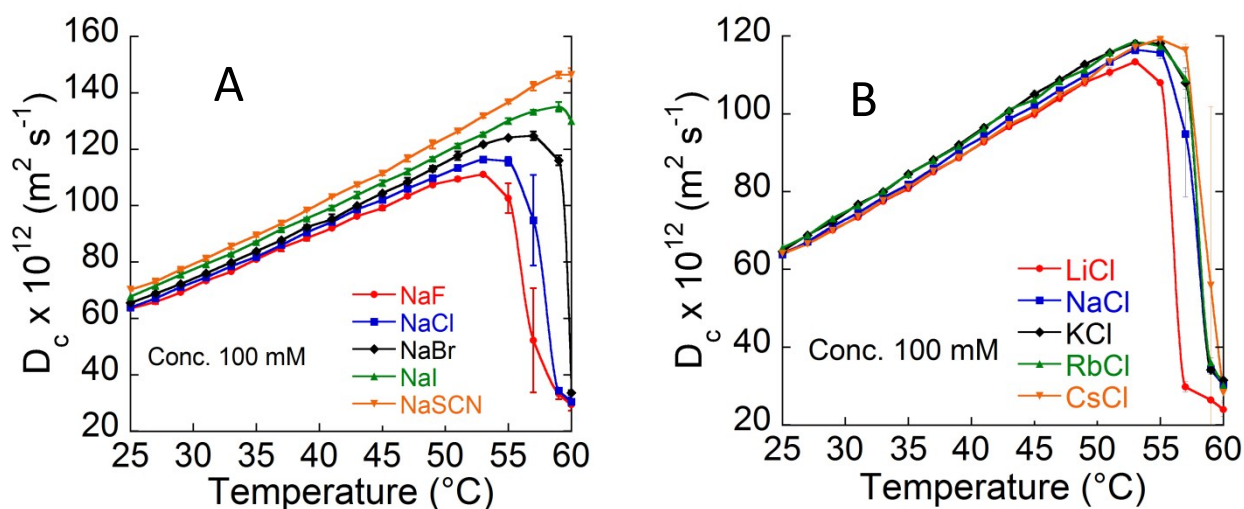 A
D_c x 10^12 (m^2 s^-1)
160
140
120
100
80
60
40
20
NaF
NaCl
NaBr
NaI
NaSCN
Conc. 100 mM
25 30 35 40 45 50 55 60
Temperature (°C)
B
D_c x 10^12 (m^2 s^-1)
120
100
80
60
40
20
LiCl
NaCl
KCl
RbCl
CsCl
Conc. 100 mM
25 30 35 40 45 50 55 60
Temperature (°C)